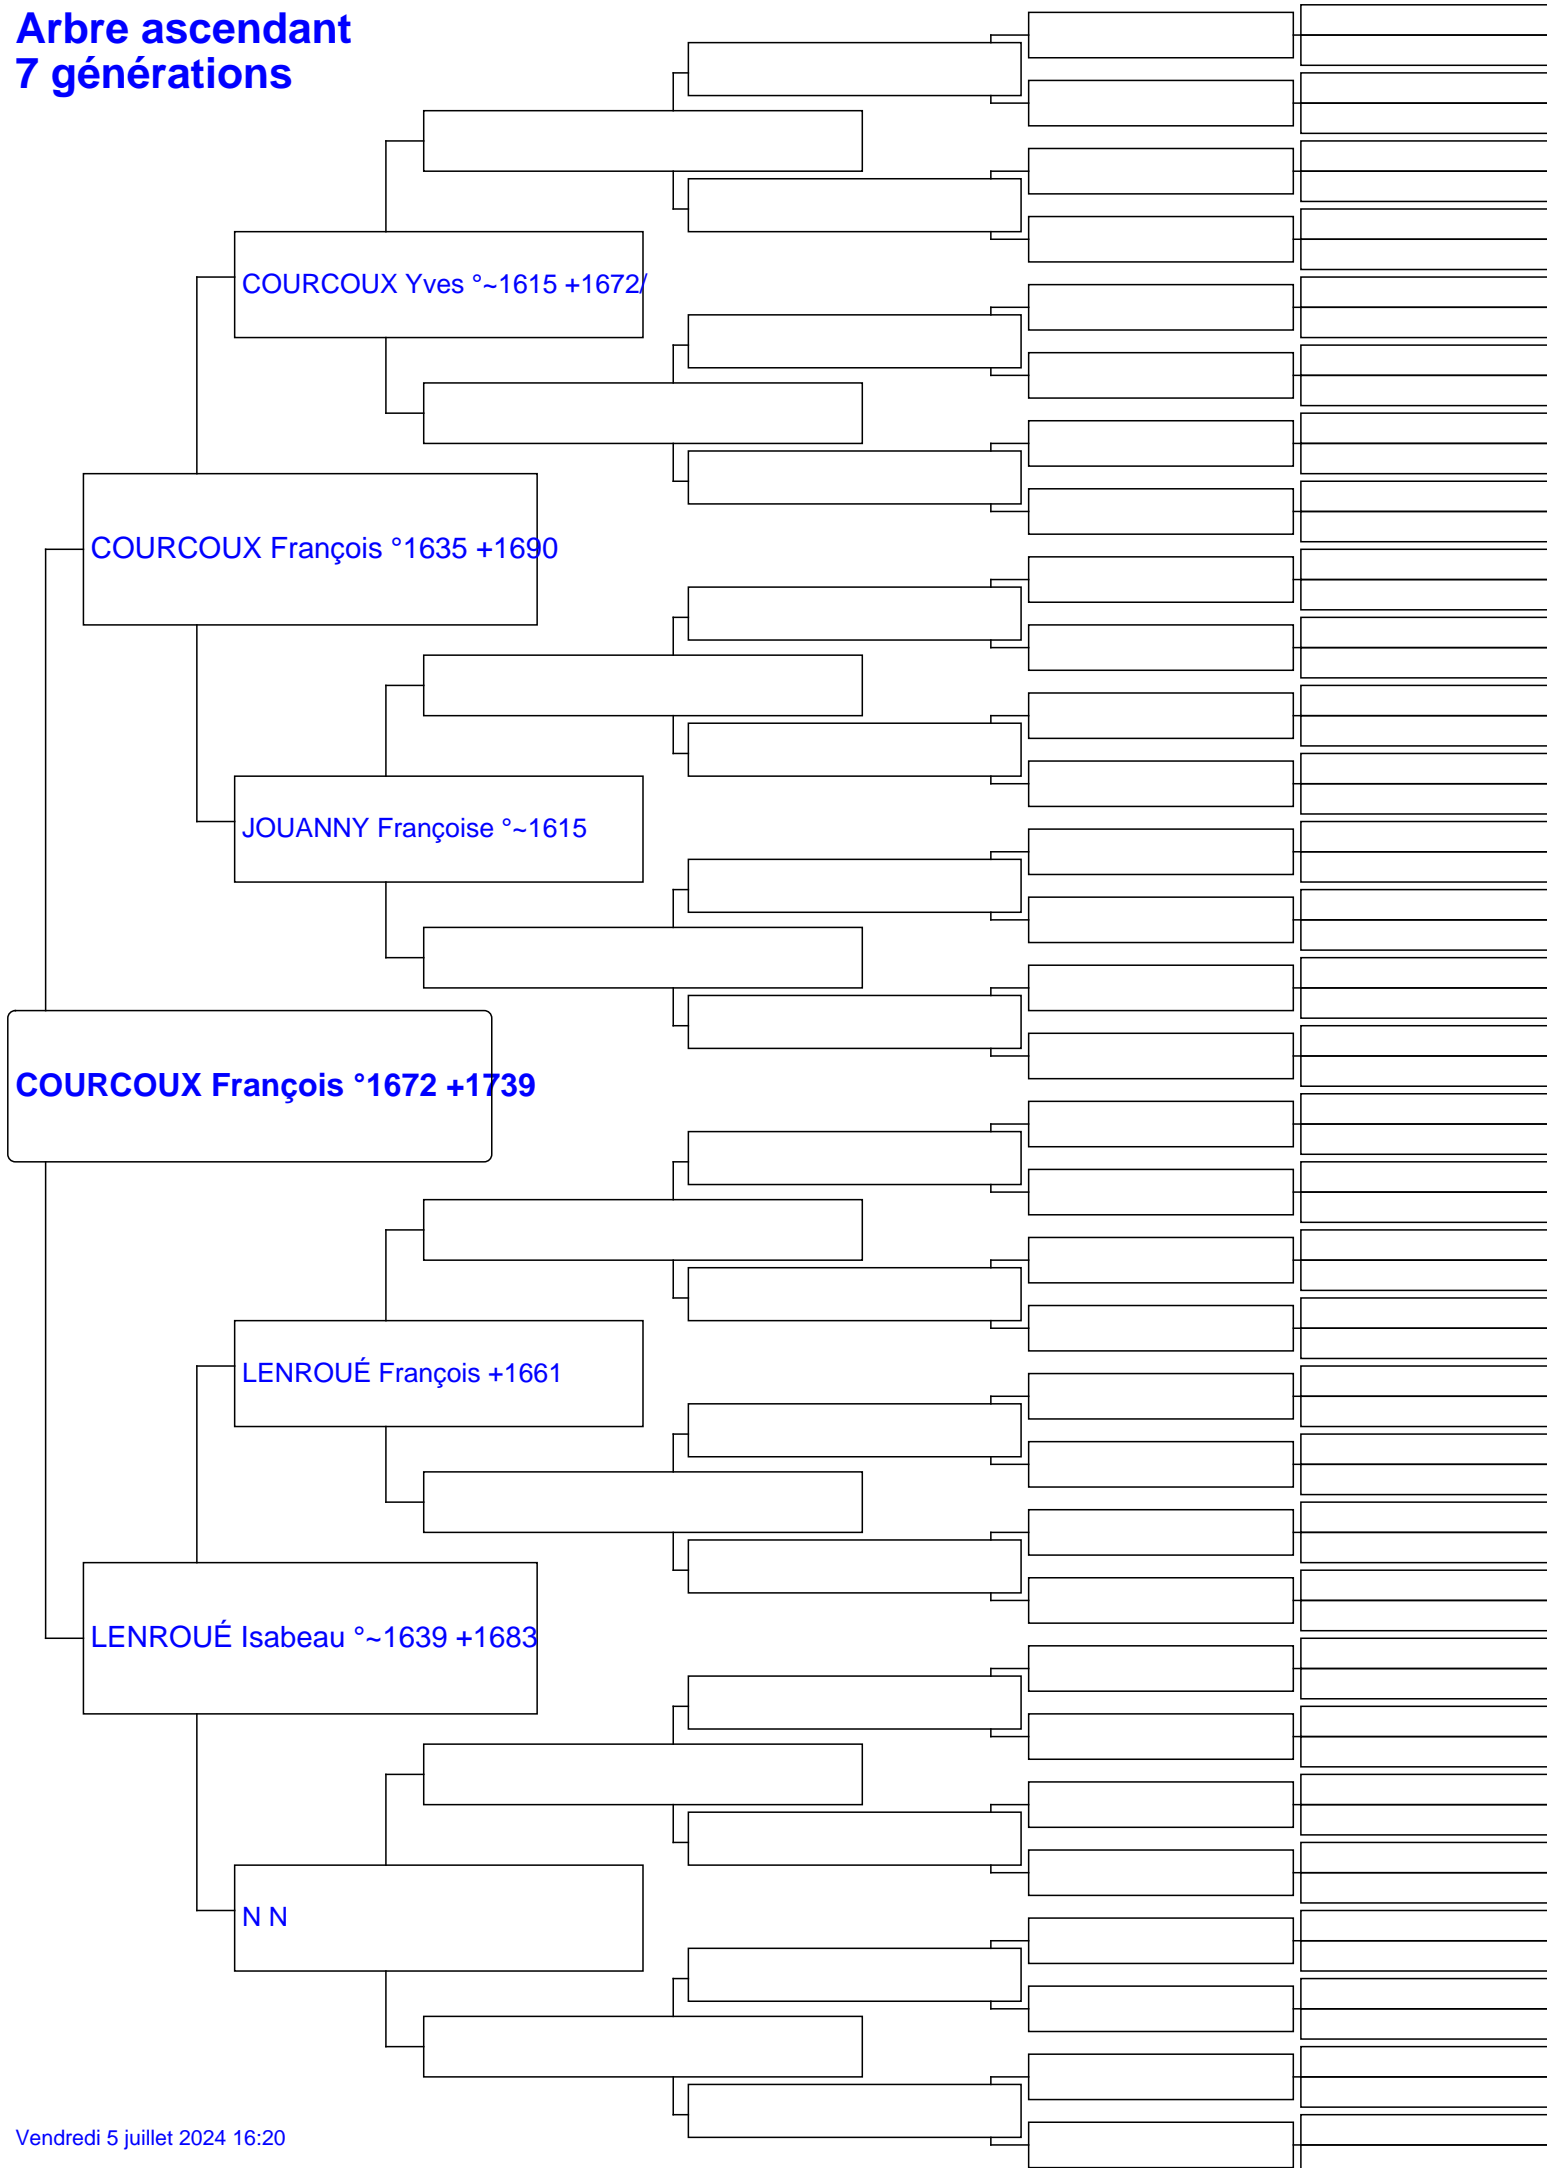 Arbre ascendant
7 générations
COURCOUX Yves °~1615 +1672/
COURCOUX François °1635 +1690
JOUANNY Françoise °~1615
COURCOUX François °1672 +1739
LENROUÉ François +1661
LENROUÉ Isabeau °~1639 +1683
N N
Vendredi 5 juillet 2024 16:20